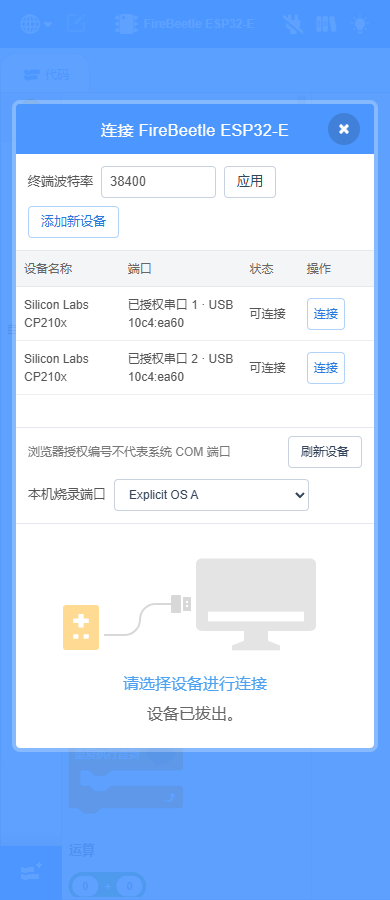 FireBeetle ESP32-E
代码
连接 FireBeetle ESP32-E
终端波特率 38400 应用
添加新设备
设备名称 端口 状态 操作
Silicon Labs CP210x 已授权串口 1 · USB 10c4:ea60 可连接 连接
Silicon Labs CP210x 已授权串口 2 · USB 10c4:ea60 可连接 连接
浏览器授权编号不代表系统 COM 端口 刷新设备
本机烧录端口 Explicit OS A
请选择设备进行连接
设备已拔出。
运算
0 + 0